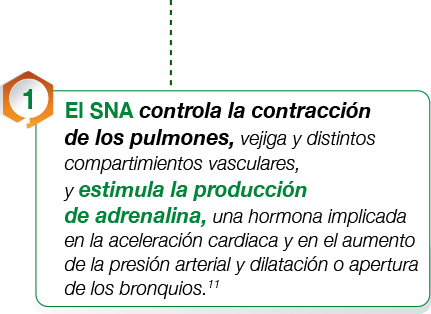 1
El SNA controla la contracción
de los pulmones, vejiga y distintos
compartimientos vasculares,
y estimula la producción
de adrenalina, una hormona implicada
en la aceleración cardiaca y en el aumento
de la presión arterial y dilatación o apertura
de los bronquios.11